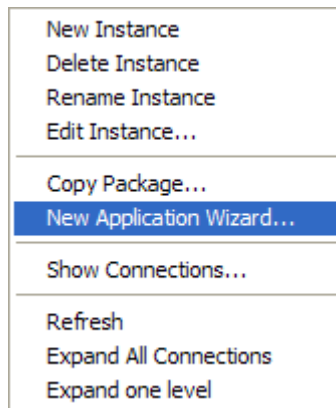 New Instance
Delete Instance
Rename Instance
Edit Instance...
Copy Package...
New Application Wizard...
Show Connections...
Refresh
Expand All Connections
Expand one level